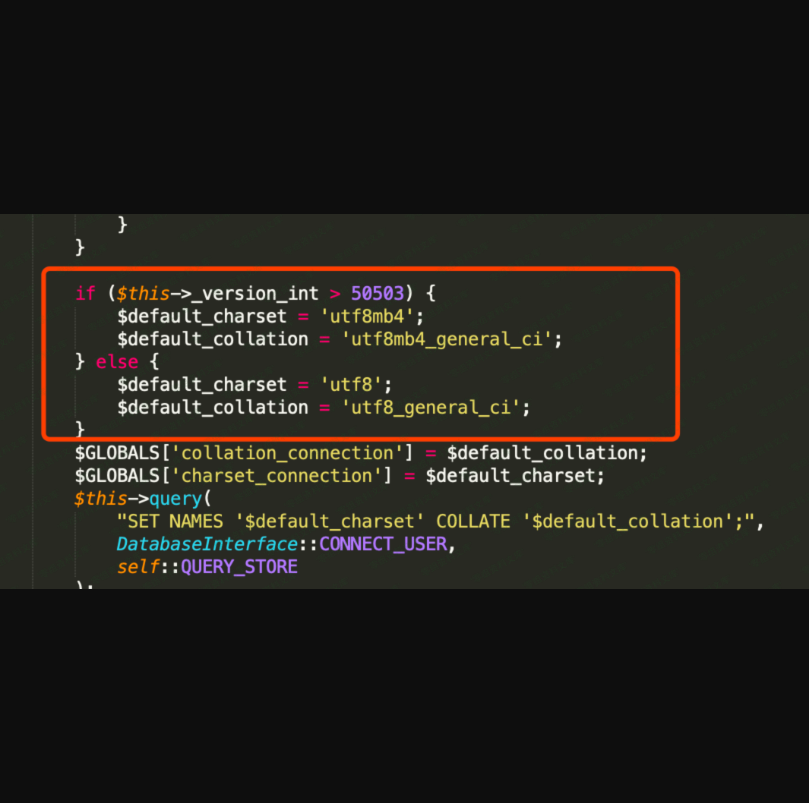 }
}
if ($this->_version_int > 50503) {
$default_charset = 'utf8mb4';
$default_collation = 'utf8mb4_general_ci';
} else {
$default_charset = 'utf8';
$default_collation = 'utf8_general_ci';
}
$GLOBALS['collation_connection'] = $default_collation;
$GLOBALS['charset_connection'] = $default_charset;
$this->query(
"SET NAMES '$default_charset' COLLATE '$default_collation';",
DatabaseInterface::CONNECT_USER,
self::QUERY_STORE
);